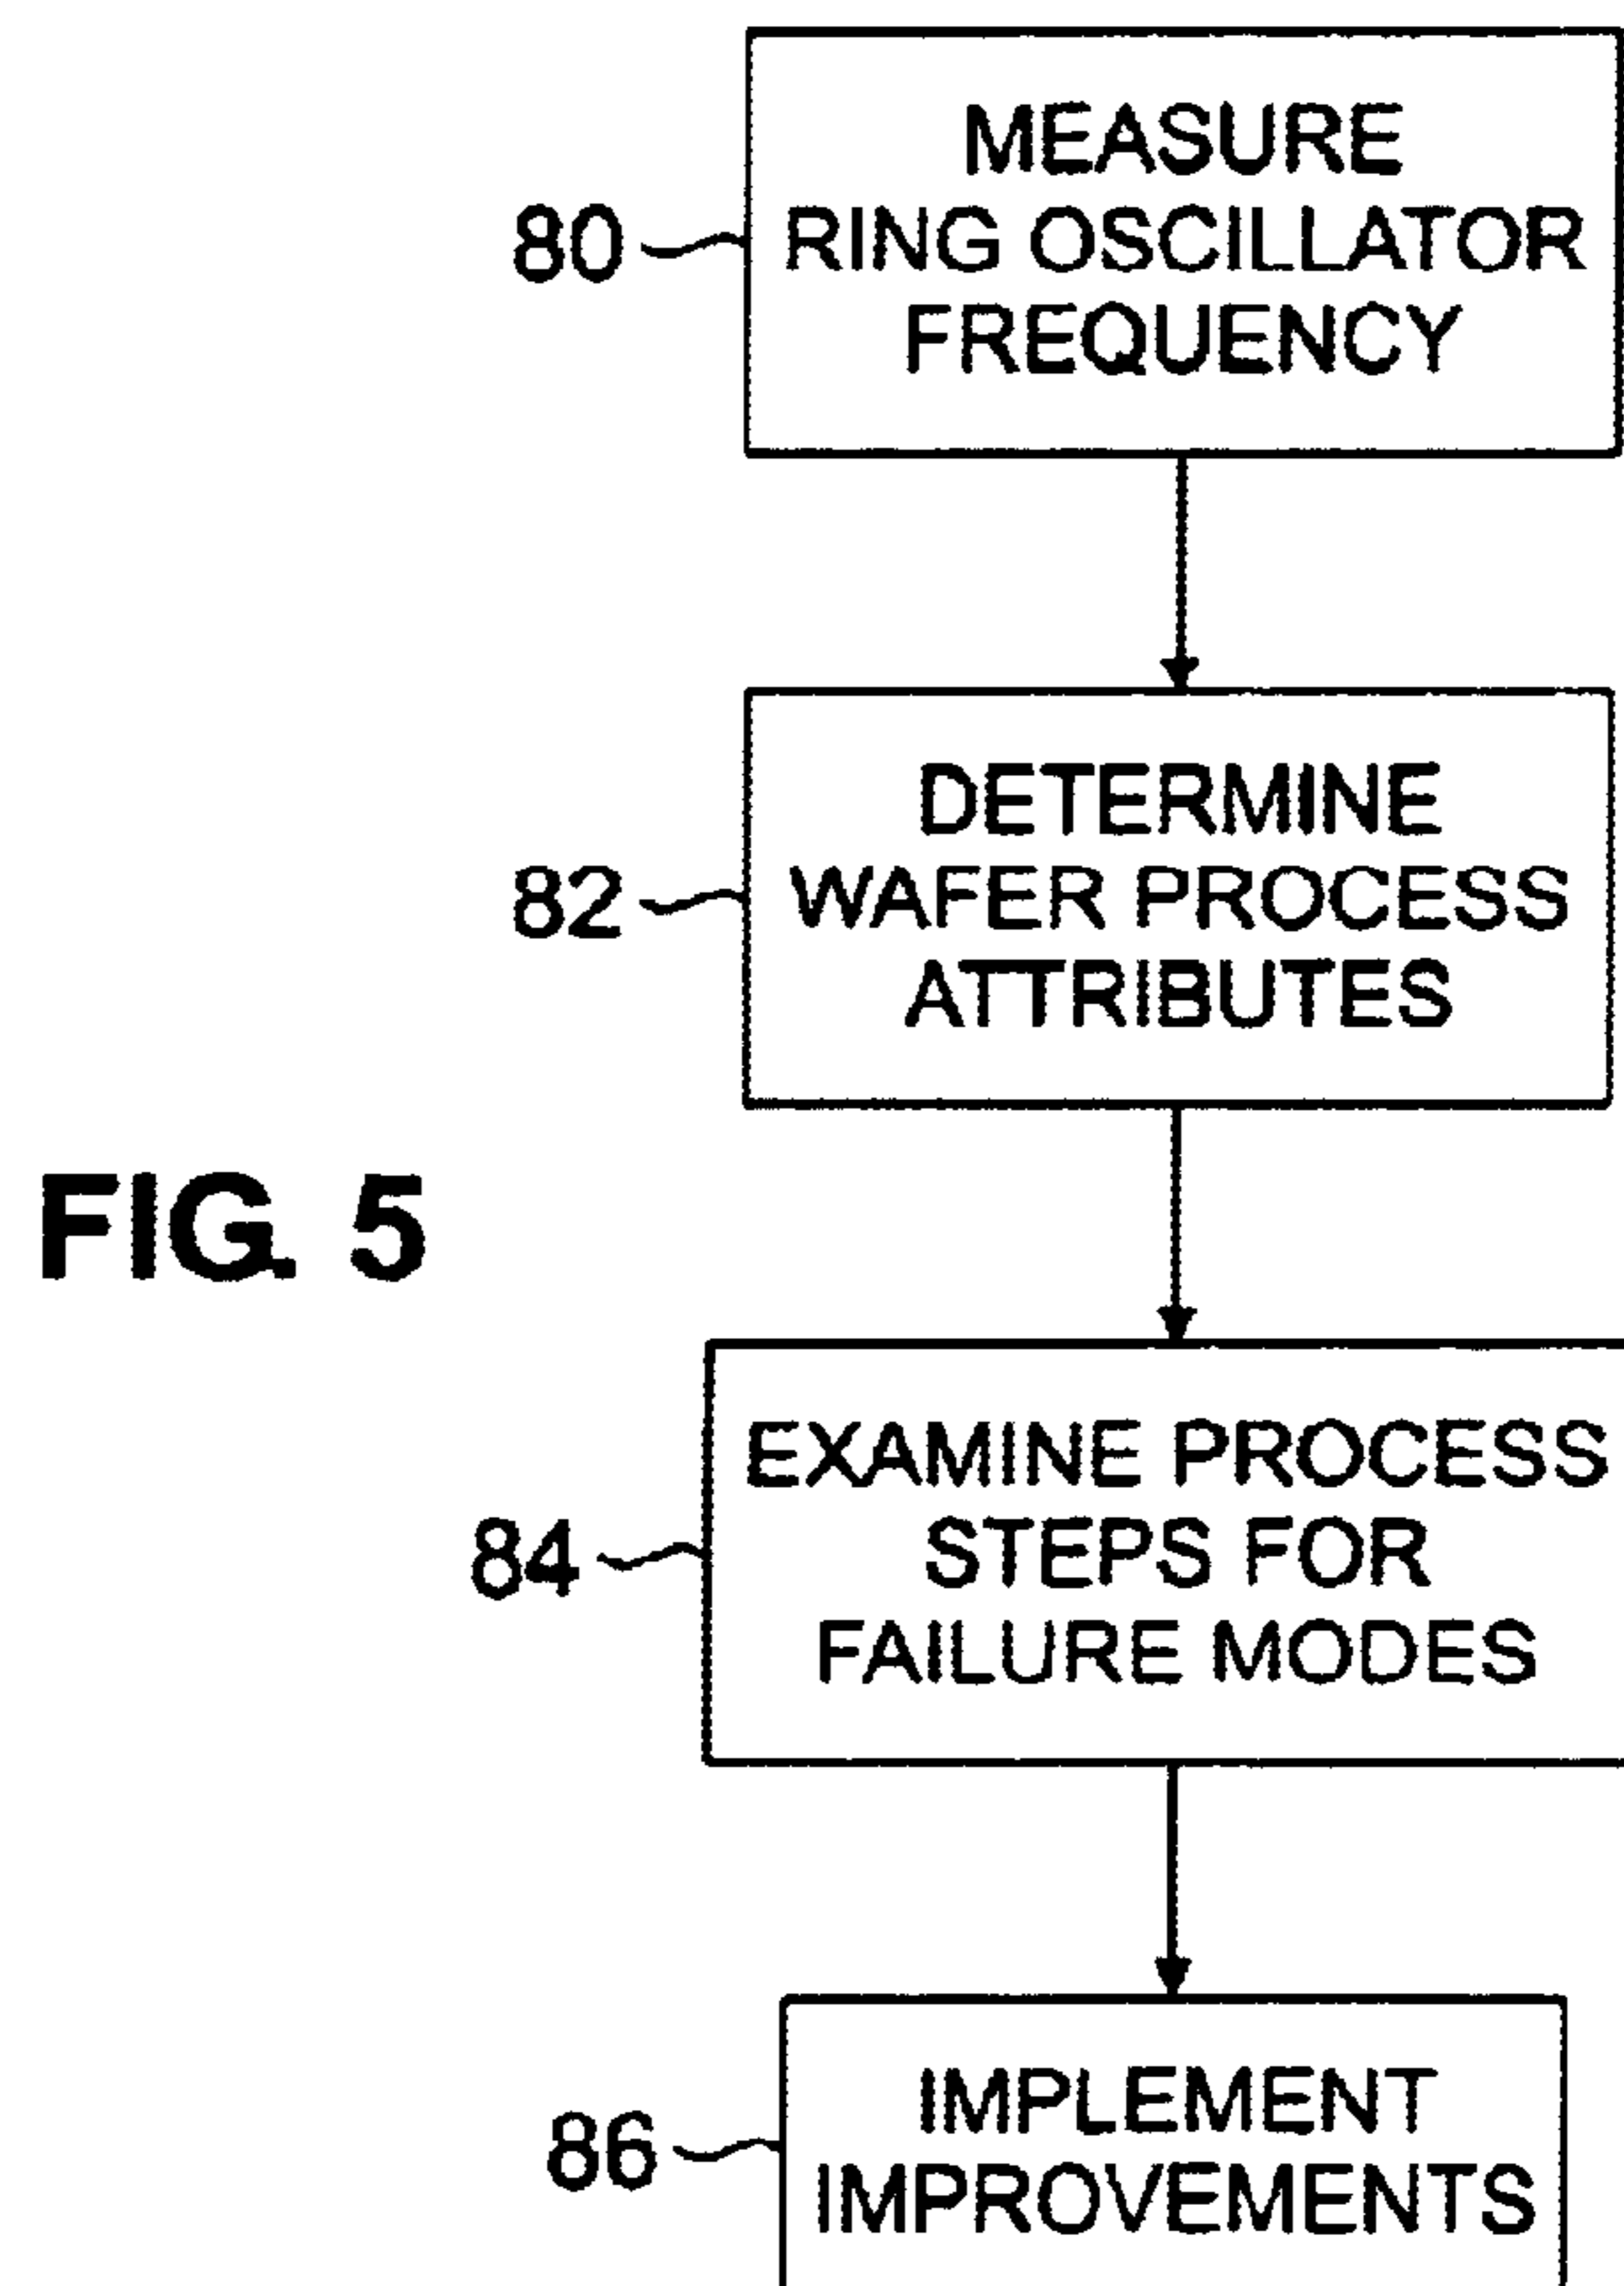 MEASURE
80 RING OSCILLATOR
FREQUENCY
DETERMINE
82 WAFER PROCESS
ATTRIBUTES
FIG. 5
EXAMINE PROCESS
84 STEPS FOR
FAILURE MODES
IMPLEMENT
86 IMPROVEMENTS